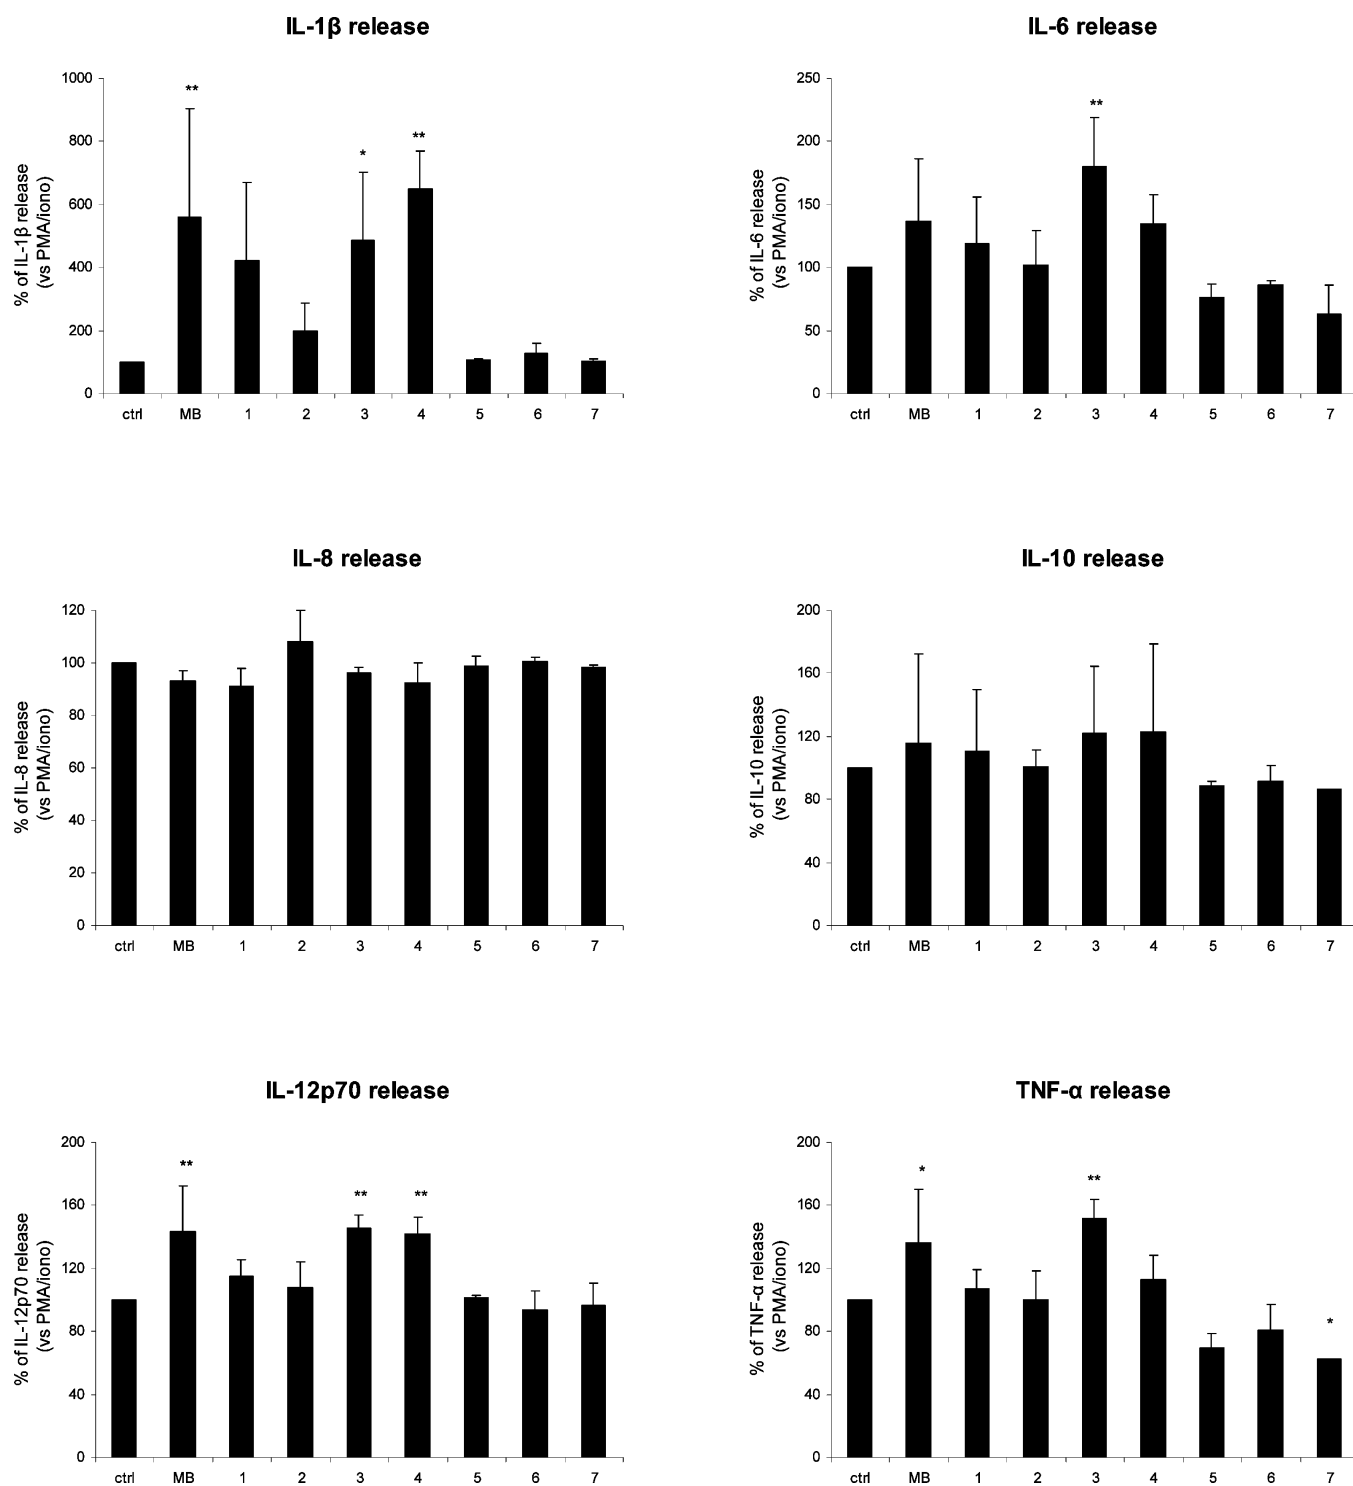 IL-1β release
% of IL-1β release
(vs PMA/iono)
1000
800
600
400
200
0
**
*
**
ctrl MB 1 2 3 4 5 6 7
IL-6 release
% of IL-6 release
(vs PMA/iono)
250
200
150
100
50
0
**
ctrl MB 1 2 3 4 5 6 7
IL-8 release
% of IL-8 release
(vs PMA/iono)
120
100
80
60
40
20
0
ctrl MB 1 2 3 4 5 6 7
IL-10 release
% of IL-10 release
(vs PMA/iono)
200
160
120
80
40
0
ctrl MB 1 2 3 4 5 6 7
IL-12p70 release
% of IL-12p70 release
(vs PMA/iono)
200
160
120
80
40
0
**
**
**
ctrl MB 1 2 3 4 5 6 7
TNF-α release
% of TNF-α release
(vs PMA/iono)
200
160
120
80
40
0
*
**
*
ctrl MB 1 2 3 4 5 6 7